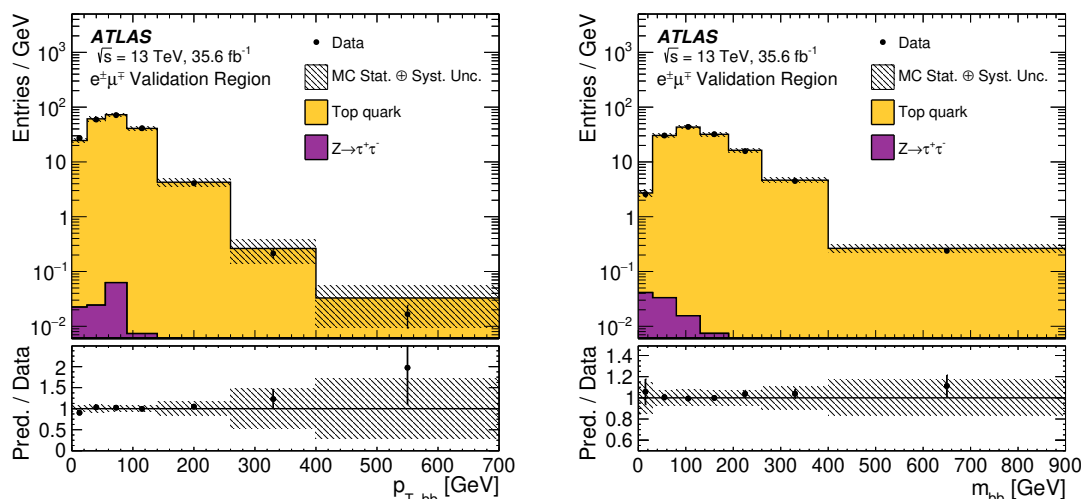 Entries / GeV
10³
10²
10
1
10⁻¹
10⁻²
ATLAS
√s = 13 TeV, 35.6 fb⁻¹
e±μ∓ Validation Region
Data
MC Stat. ⊕ Syst. Unc.
Top quark
Z→τ⁺τ⁻
Pred. / Data
2
1.5
1
0.5
0
0 100 200 300 400 500 600 700
p_T, bb [GeV]
Entries / GeV
10³
10²
10
1
10⁻¹
10⁻²
ATLAS
√s = 13 TeV, 35.6 fb⁻¹
e±μ∓ Validation Region
Data
MC Stat. ⊕ Syst. Unc.
Top quark
Z→τ⁺τ⁻
Pred. / Data
1.4
1.2
1.0
0.8
0.6
0 100 200 300 400 500 600 700 800 900
m_bb [GeV]